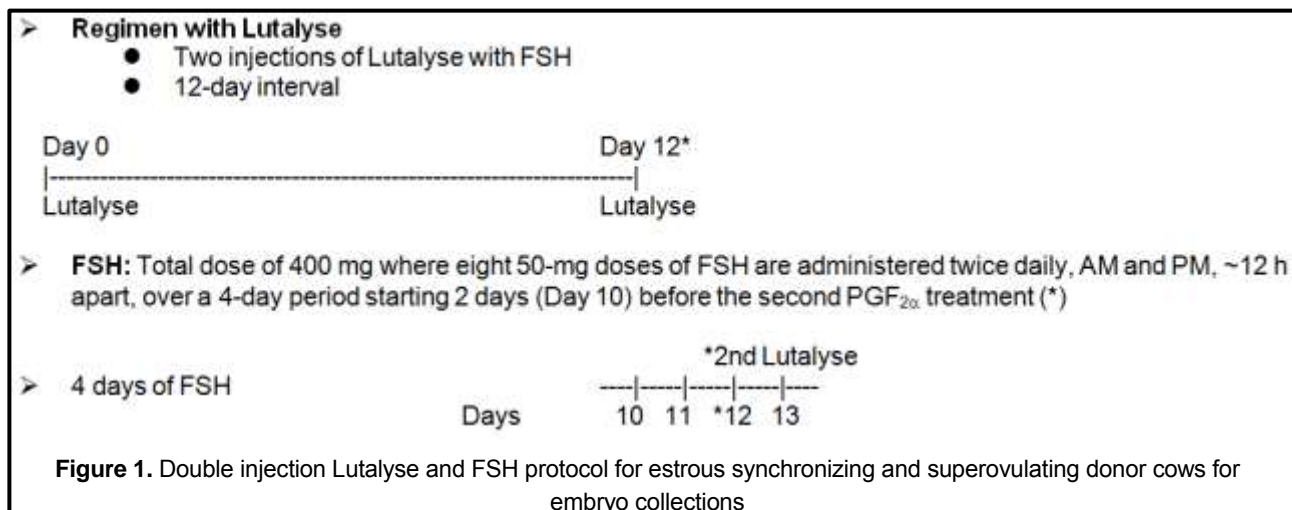 ➢ Regimen with Lutalyse
● Two injections of Lutalyse with FSH
● 12-day interval
Day 0 Day 12*
|-----------------------------------------------------------------------|
Lutalyse Lutalyse
➢ FSH: Total dose of 400 mg where eight 50-mg doses of FSH are administered twice daily, AM and PM, ~12 h
apart, over a 4-day period starting 2 days (Day 10) before the second PGF2α treatment (*)
*2nd Lutalyse
➢ 4 days of FSH ----|-----|-----|-----|----
Days 10 11 *12 13
Figure 1. Double injection Lutalyse and FSH protocol for estrous synchronizing and superovulating donor cows for
embryo collections